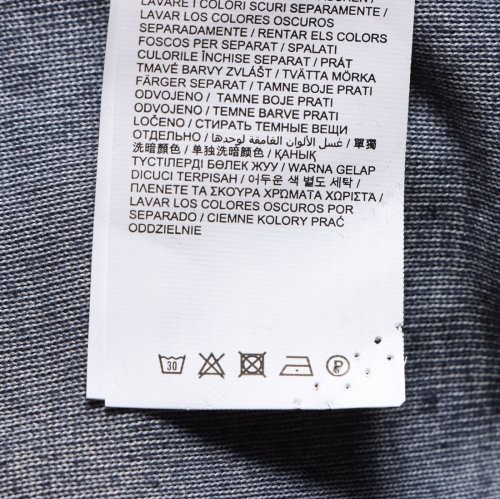 LAVARE I COLORI SCURI SEPARAMENTE /
LAVAR LOS COLORES OSCUROS
SEPARADAMENTE / RENTAR ELS COLORS
FOSCOS PER SEPARAT / SPALATI
CULORILE ÎNCHISE SEPARAT / PRÁT
TMAVÉ BARVY ZVLÁŠT / TVÄTTA MÖRKA
FÄRGER SEPARAT / TAMNE BOJE PRATI
ODVOJENO / TAMNE BOJE PRATI
ODVOJENO / TEMNE BARVE PRATI
LOČENO / СТИРАТЬ ТЕМНЫЕ ВЕЩИ
ОТДЕЛЬНО / غسل الألوان الغامقة لوحدها / 單獨
洗暗顏色 / 单独洗暗颜色 / ҚАНЫҚ
ТҮСТІЛЕРДІ БӨЛЕК ЖУУ / WARNA GELAP
DICUCI TERPISAH / 어두운 색 별도 세탁 /
ΠΛΕΝΕΤΕ ΤΑ ΣΚΟΥΡΑ ΧΡΩΜΑΤΑ ΧΩΡΙΣΤΑ /
LAVAR LOS COLORES OSCUROS POR
SEPARADO / CIEMNE KOLORY PRAĆ
ODDZIELNIE
30
P